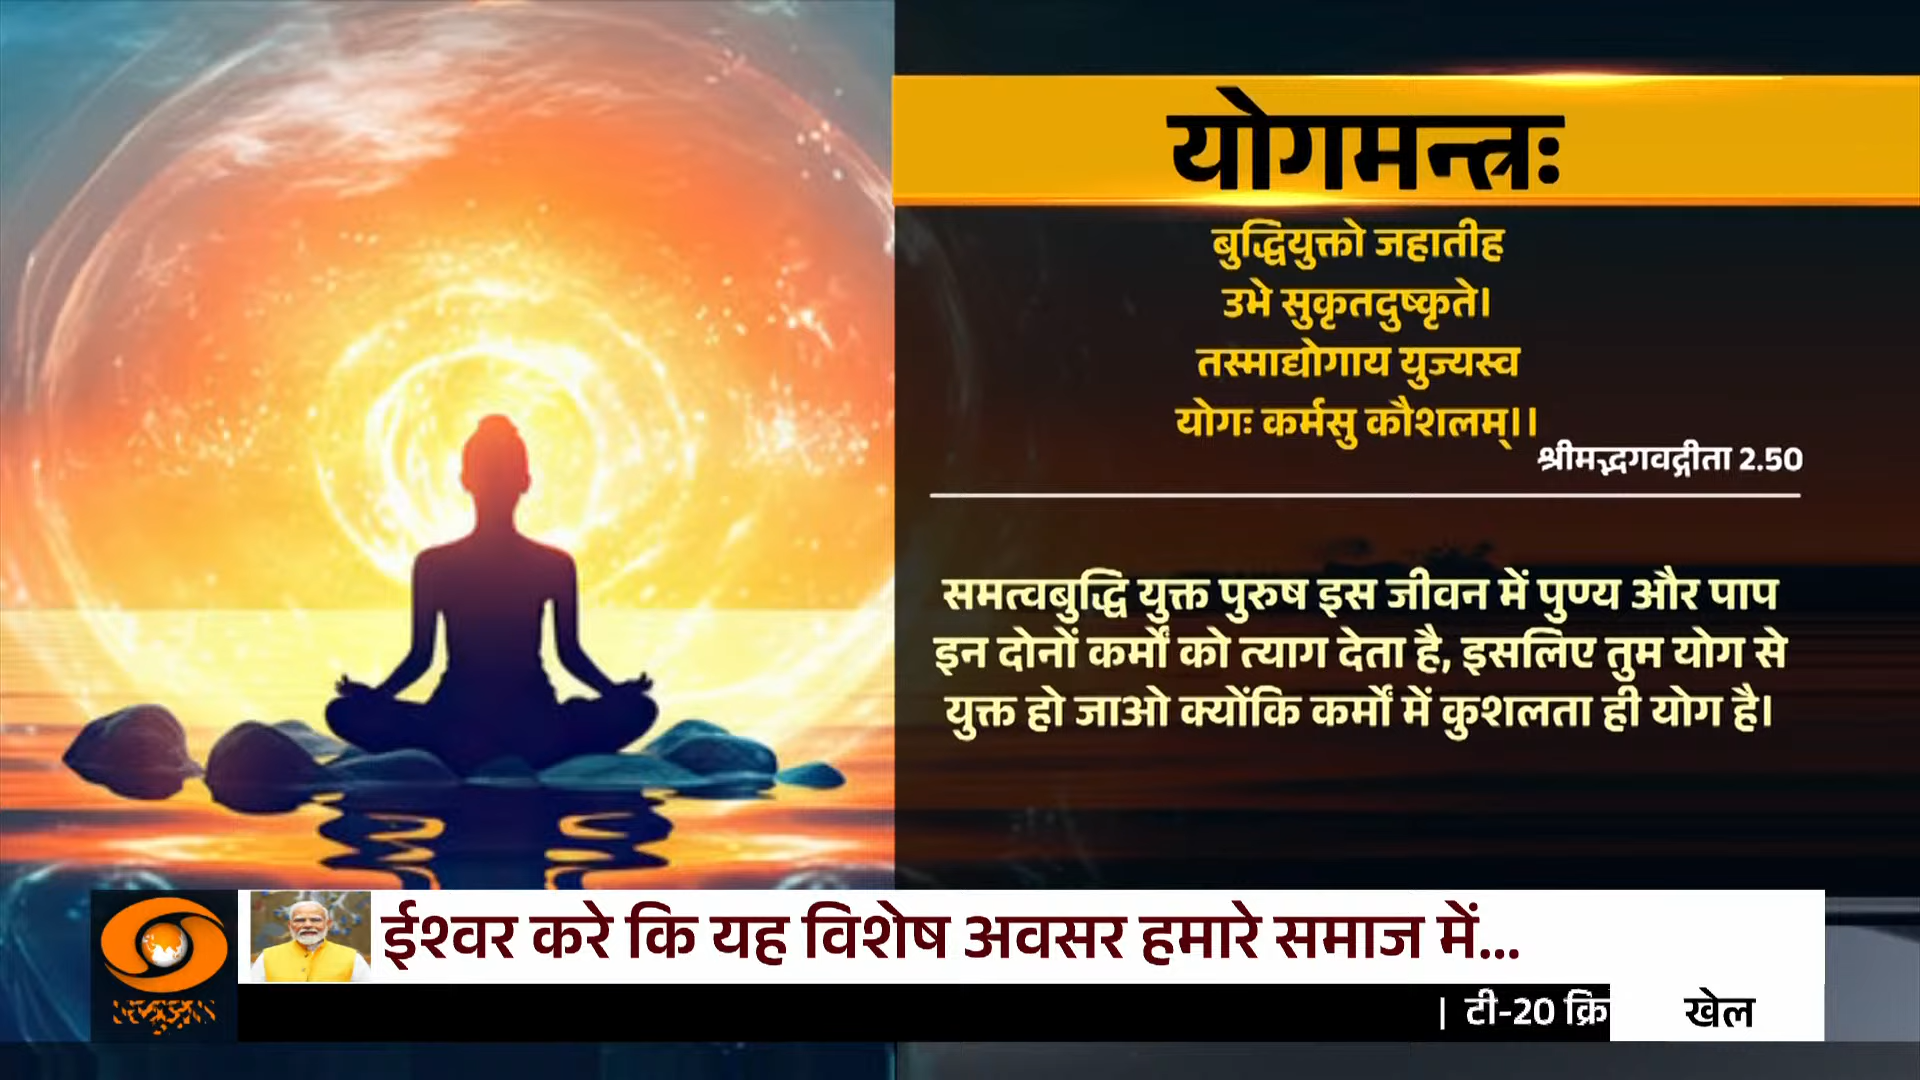 योगमन्त्रः
बुद्धियुक्तो जहातीह
उभे सुकृतदुष्कृते।
तस्माद्योगाय युज्यस्व
योगः कर्मसु कौशलम्।।
श्रीमद्भगवद्गीता 2.50
समत्वबुद्धि युक्त पुरुष इस जीवन में पुण्य और पाप
इन दोनों कर्मों को त्याग देता है, इसलिए तुम योग से
युक्त हो जाओ क्योंकि कर्मों में कुशलता ही योग है।
ईश्वर करे कि यह विशेष अवसर हमारे समाज में...
| टी-20 खेल